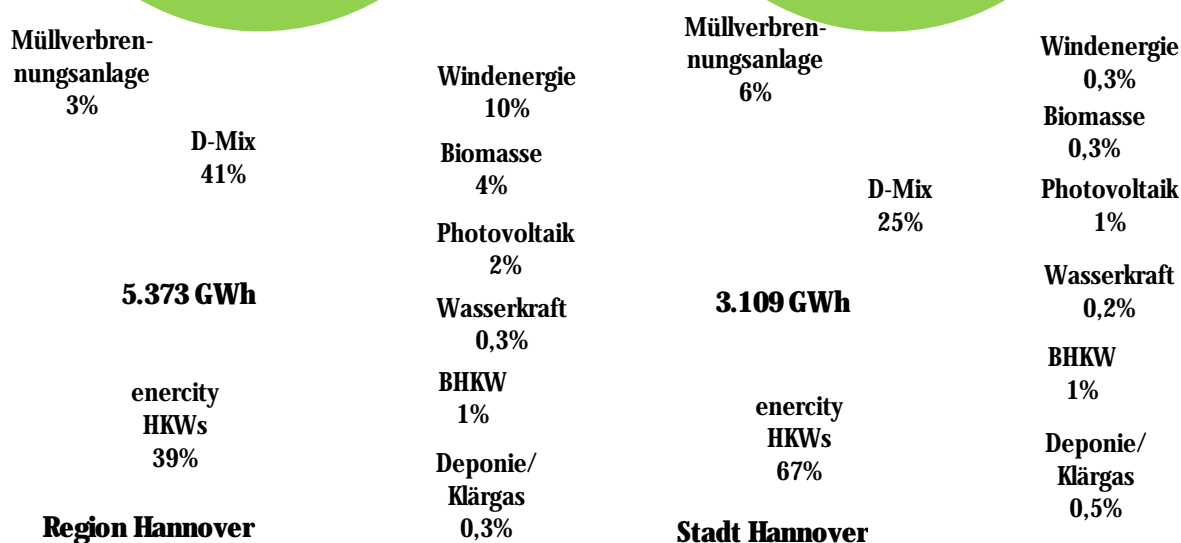 Müllverbren-
nungsanlage
3%
D-Mix
41%
5.373 GWh
enercity
HKWs
39%
Region Hannover
Windenergie
10%
Biomasse
4%
Photovoltaik
2%
Wasserkraft
0,3%
BHKW
1%
Deponie/
Klärgas
0,3%
Müllverbren-
nungsanlage
6%
D-Mix
25%
3.109 GWh
enercity
HKWs
67%
Stadt Hannover
Windenergie
0,3%
Biomasse
0,3%
Photovoltaik
1%
Wasserkraft
0,2%
BHKW
1%
Deponie/
Klärgas
0,5%